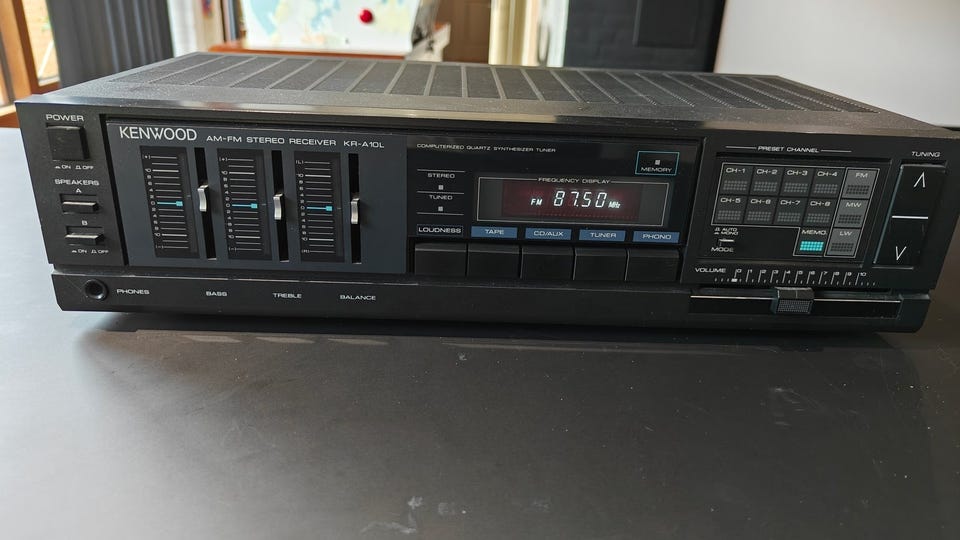 POWER
ON OFF
SPEAKERS
A
B
ON OFF
KENWOOD AM-FM STEREO RECEIVER KR-A10L
COMPUTERIZED QUARTZ SYNTHESIZER TUNER
MEMORY
STEREO
TUNED
FREQUENCY DISPLAY
FM 87.50 MHz
LOUDNESS TAPE CD/AUX TUNER PHONO
PRESET CHANNEL
CH-1 CH-2 CH-3 CH-4 FM
CH-5 CH-6 CH-7 CH-8 MW
AUTO
MONO
MODE
MEMO. LW
TUNING
VOLUME 0 10
PHONES BASS TREBLE BALANCE